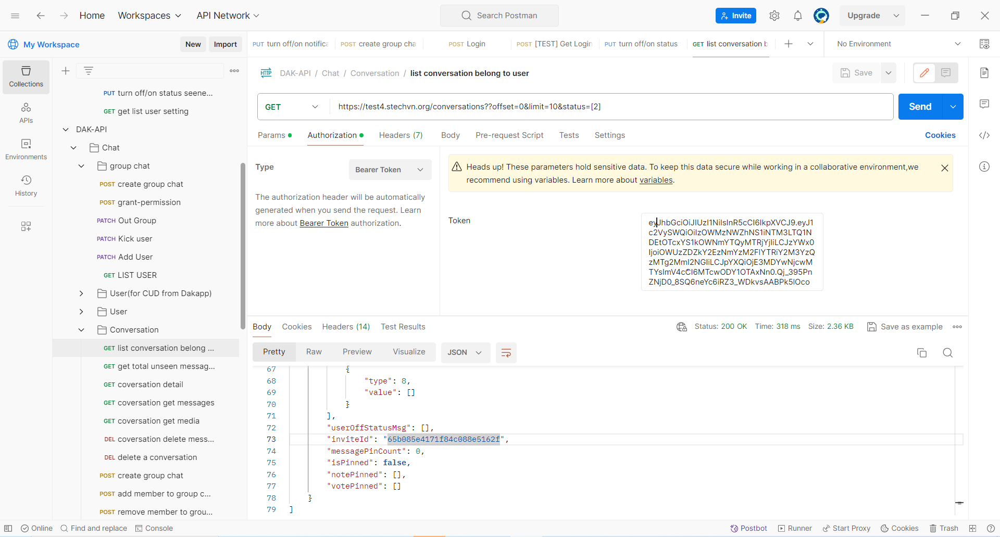 Home
Workspaces
API Network
Search Postman
Invite
Upgrade
My Workspace
New
Import
PUT turn off/on notifica
POST create group cha
POST Login
POST [TEST] Get Login
PUT turn off/on status
GET list conversation b
No Environment
Collections
APIs
Environments
History
PUT turn off/on status seene...
GET get list user setting
DAK-API
Chat
group chat
POST create group chat
POST grant-permission
PATCH Out Group
PATCH Kick user
PATCH Add User
GET LIST USER
User(for CUD from Dakapp)
User
Conversation
GET list conversation belong ...
GET get total unseen messag...
GET coversation detail
GET coversation get messages
GET coversation get media
DEL coversation delete mess...
DEL delete a conversation
POST create group chat
POST add member to group c...
POST remove member to grou...
HTTP DAK-API / Chat / Conversation / list conversation belong to user
Save
GET
https://test4.stechvn.org/conversations??offset=0&limit=10&status=[2]
Send
Params
Authorization
Headers (7)
Body
Pre-request Script
Tests
Settings
Cookies
Type
Bearer Token
The authorization header will be automatically
generated when you send the request. Learn
more about Bearer Token authorization.
Heads up! These parameters hold sensitive data. To keep this data secure while working in a collaborative environment,we
recommend using variables. Learn more about variables.
Token
Body
Cookies
Headers (14)
Test Results
Status: 200 OK
Time: 318 ms
Size: 2.36 KB
Save as example
Pretty
Raw
Preview
Visualize
JSON
67 {
68 "type": 8,
69 "value": []
70 }
71 ],
72 "userOffStatusMsg": [],
73 "inviteId": "65b085e4171f84c088e5162f",
74 "messagePinCount": 0,
75 "isPinned": false,
76 "notePinned": [],
77 "votePinned": []
78 }
79 ]
Online
Find and replace
Console
Postbot
Runner
Start Proxy
Cookies
Trash